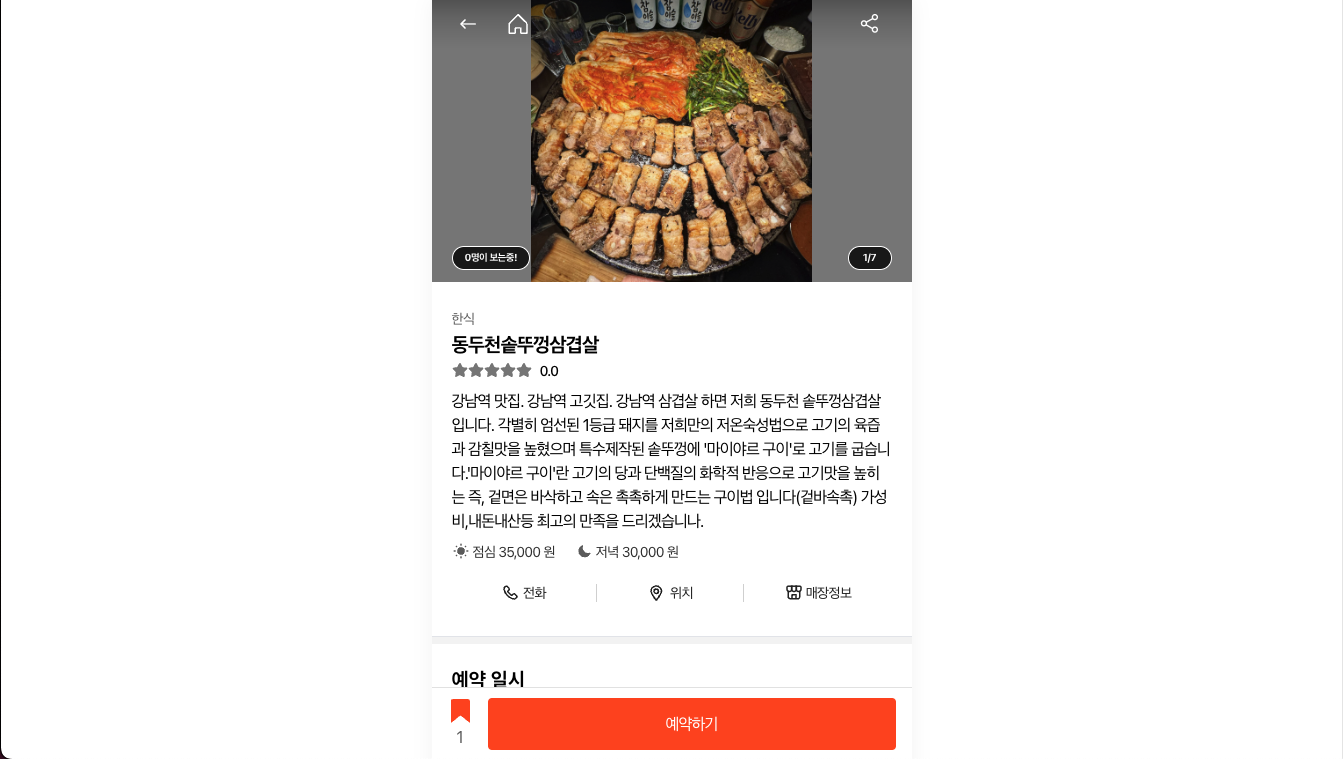 참이슬
Kelly
0명이 보는중!
1/7
한식
동두천솥뚜껑삼겹살
0.0
강남역 맛집. 강남역 고깃집. 강남역 삼겹살 하면 저희 동두천 솥뚜껑삼겹살
입니다. 각별히 엄선된 1등급 돼지를 저희만의 저온숙성법으로 고기의 육즙
과 감칠맛을 높혔으며 특수제작된 솥뚜껑에 '마이야르 구이'로 고기를 굽습니
다.'마이야르 구이'란 고기의 당과 단백질의 화학적 반응으로 고기맛을 높히
는 즉, 겉면은 바삭하고 속은 촉촉하게 만드는 구이법 입니다(겉바속촉) 가성
비,내돈내산등 최고의 만족을 드리겠습니다.
점심 35,000 원 저녁 30,000 원
전화 위치 매장정보
예약 일시
1
예약하기